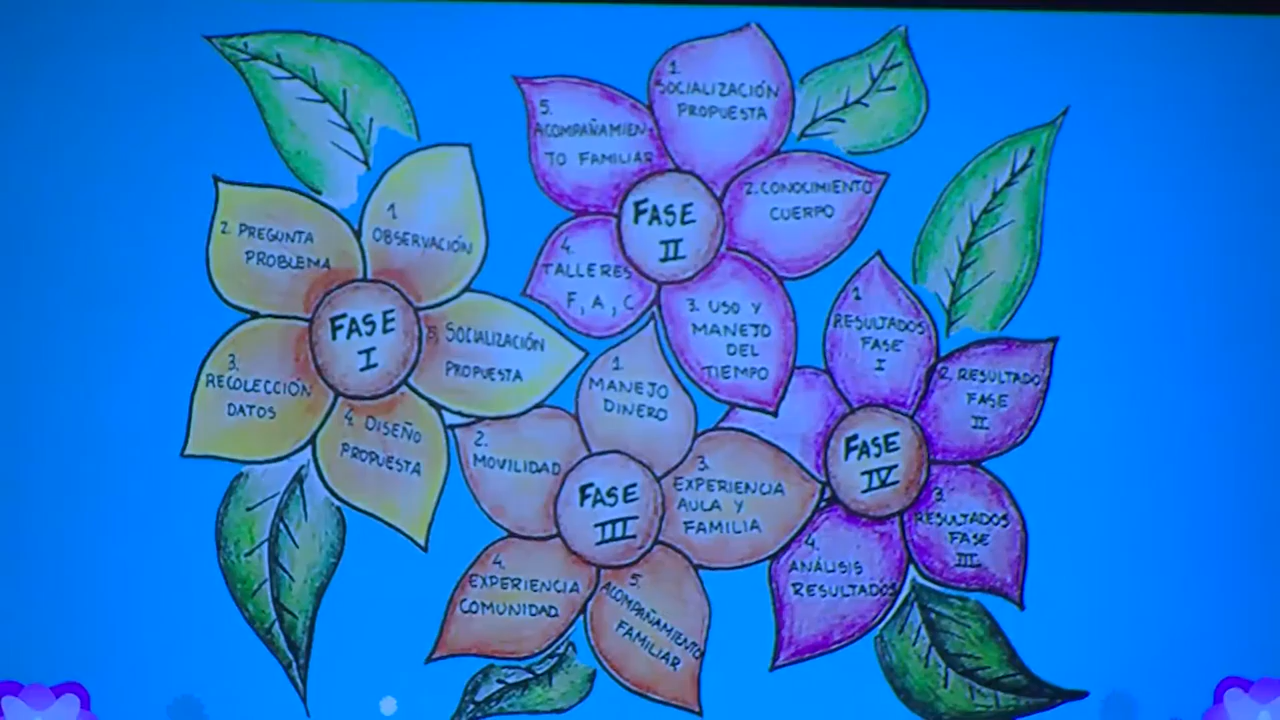 FASE
I
1
OBSERVACIÓN
2. PREGUNTA
PROBLEMA
3.
RECOLECCIÓN
DATOS
4. DISEÑO
PROPUESTA
5. SOCIALIZACIÓN
PROPUESTA
FASE
II
1.
SOCIALIZACIÓN
PROPUESTA
2. CONOCIMIENTO
CUERPO
3. USO Y
MANEJO
DEL
TIEMPO
4.
TALLERES
F, A, C
5.
ACOMPAÑAMIEN-
TO FAMILIAR
FASE
III
1.
MANEJO
DINERO
2.
MOVILIDAD
3.
EXPERIENCIA
AULA Y
FAMILIA
4.
EXPERIENCIA
COMUNIDAD
5.
ACOMPAÑAMIENTO
FAMILIAR
FASE
IV
1
RESULTADOS
FASE
I
2. RESULTADO
FASE
II
3.
RESULTADOS
FASE
III
4.
ANÁLISIS
RESULTADOS